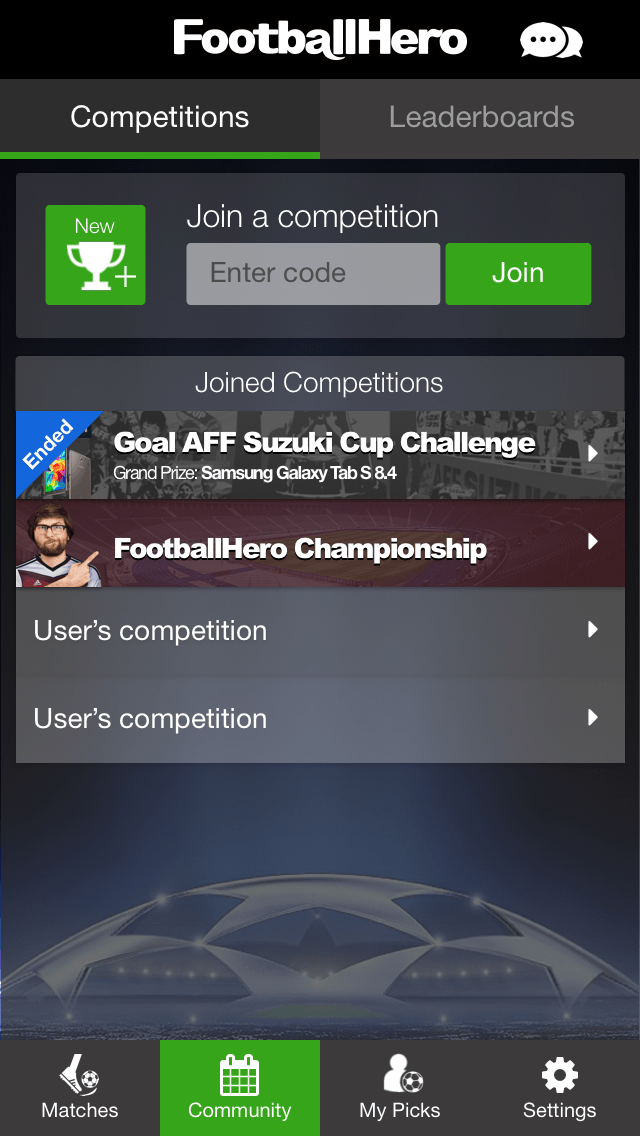 FootballHero
Competitions
Leaderboards
New
Join a competition
Enter code
Join
Joined Competitions
Ended
Goal AFF Suzuki Cup Challenge
Grand Prize: Samsung Galaxy Tab S 8.4
FootballHero Championship
User's competition
User's competition
Matches
Community
My Picks
Settings